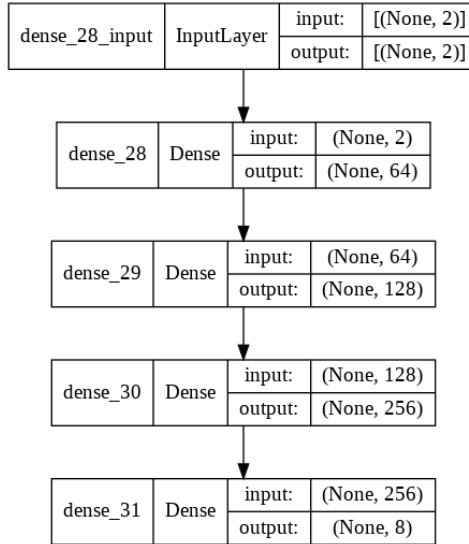 dense_28_input InputLayer input: [(None, 2)]
output: [(None, 2)]
dense_28 Dense input: (None, 2)
output: (None, 64)
dense_29 Dense input: (None, 64)
output: (None, 128)
dense_30 Dense input: (None, 128)
output: (None, 256)
dense_31 Dense input: (None, 256)
output: (None, 8)